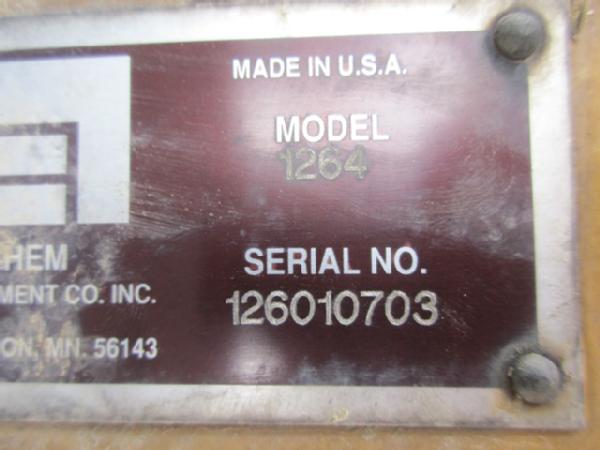 MADE IN U.S.A.
MODEL
1264
HEM
SERIAL NO.
MENT CO. INC.
126010703
ON, MN. 56143